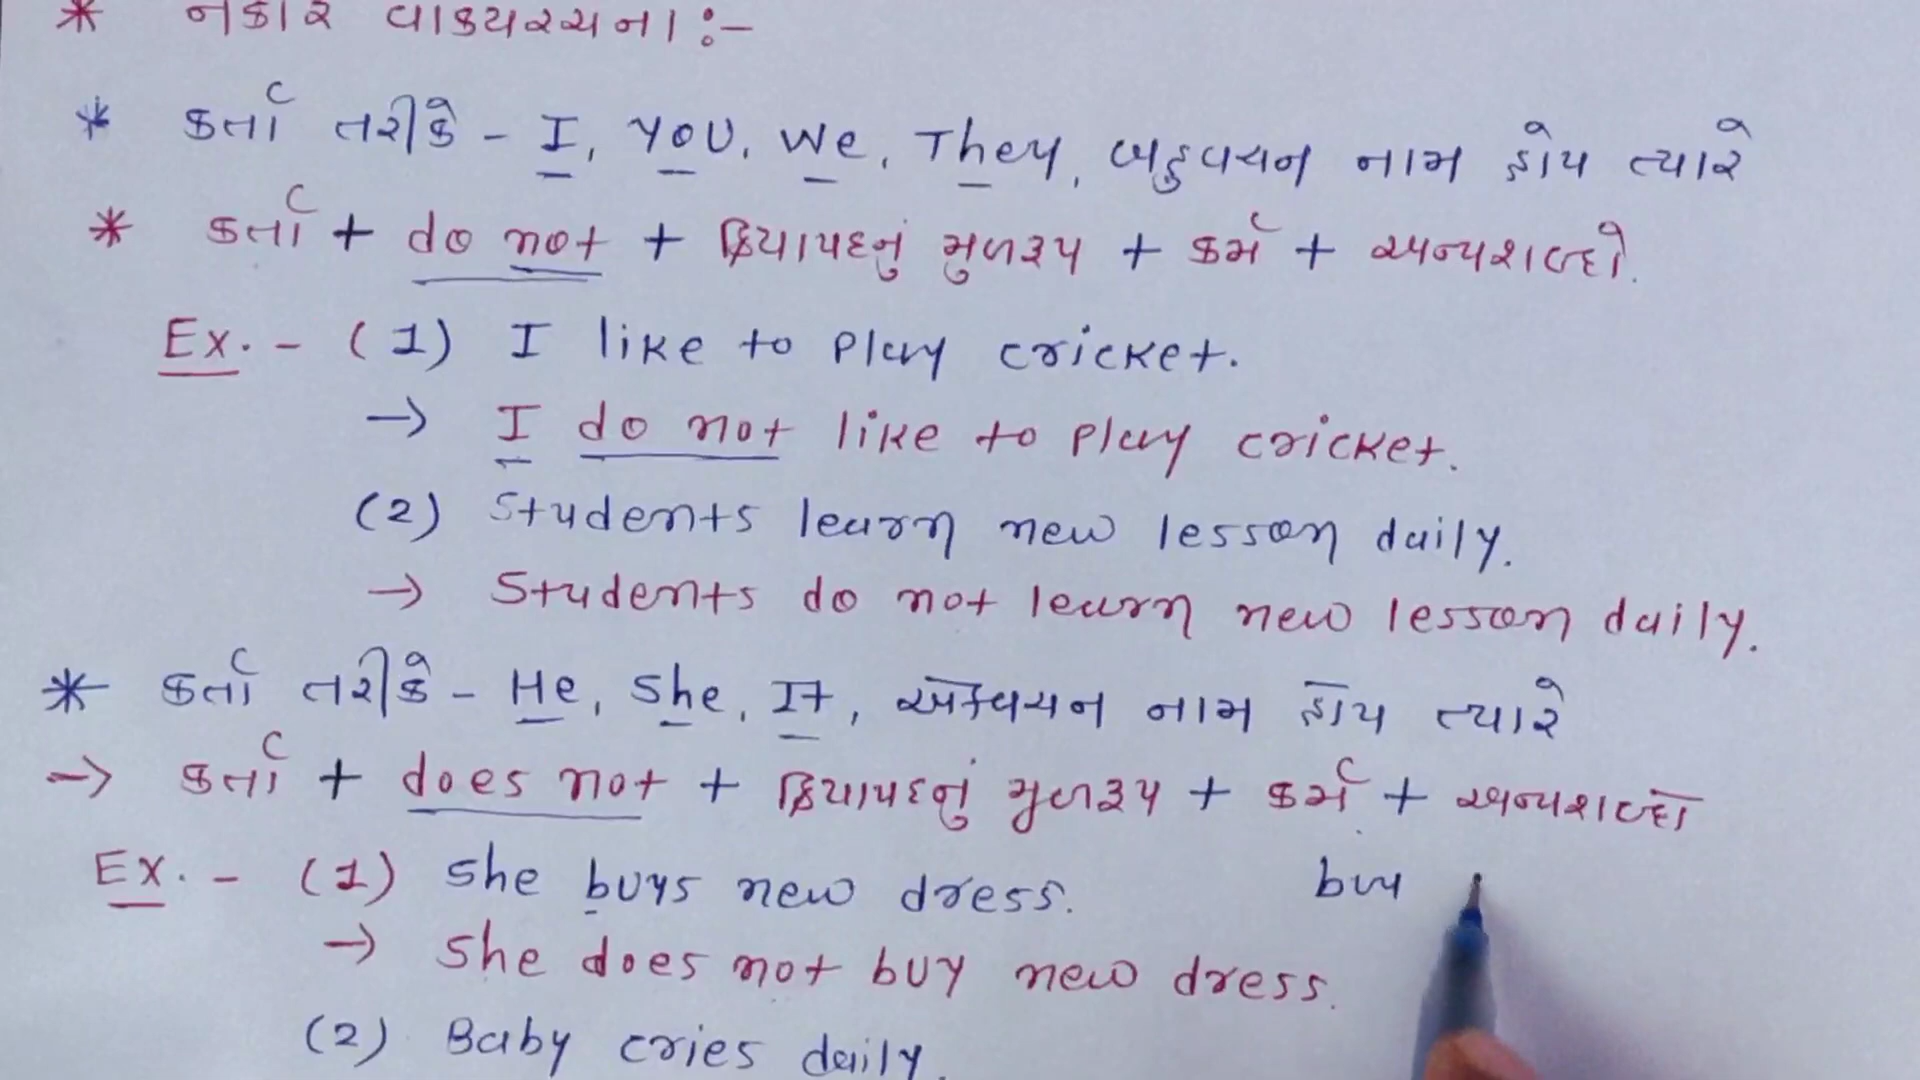 * નકાર વાક્યરચના :-
* કર્તા તરીકે - I, You, We, They, બહુવચન નામ હોય ત્યારે
* કર્તા + do not + ક્રિયાપદનું મુળરૂપ + કર્મ + અન્યશબ્દો.
Ex. - (1) I like to play cricket.
→ I do not like to play cricket.
(2) Students learn new lesson daily.
→ Students do not learn new lesson daily.
* કર્તા તરીકે - He, She, It, એકવચન નામ હોય ત્યારે
→ કર્તા + does not + ક્રિયાપદનું મુળરૂપ + કર્મ + અન્યશબ્દો
Ex. - (1) She buys new dress. buy
→ She does not buy new dress.
(2) Baby cries daily.